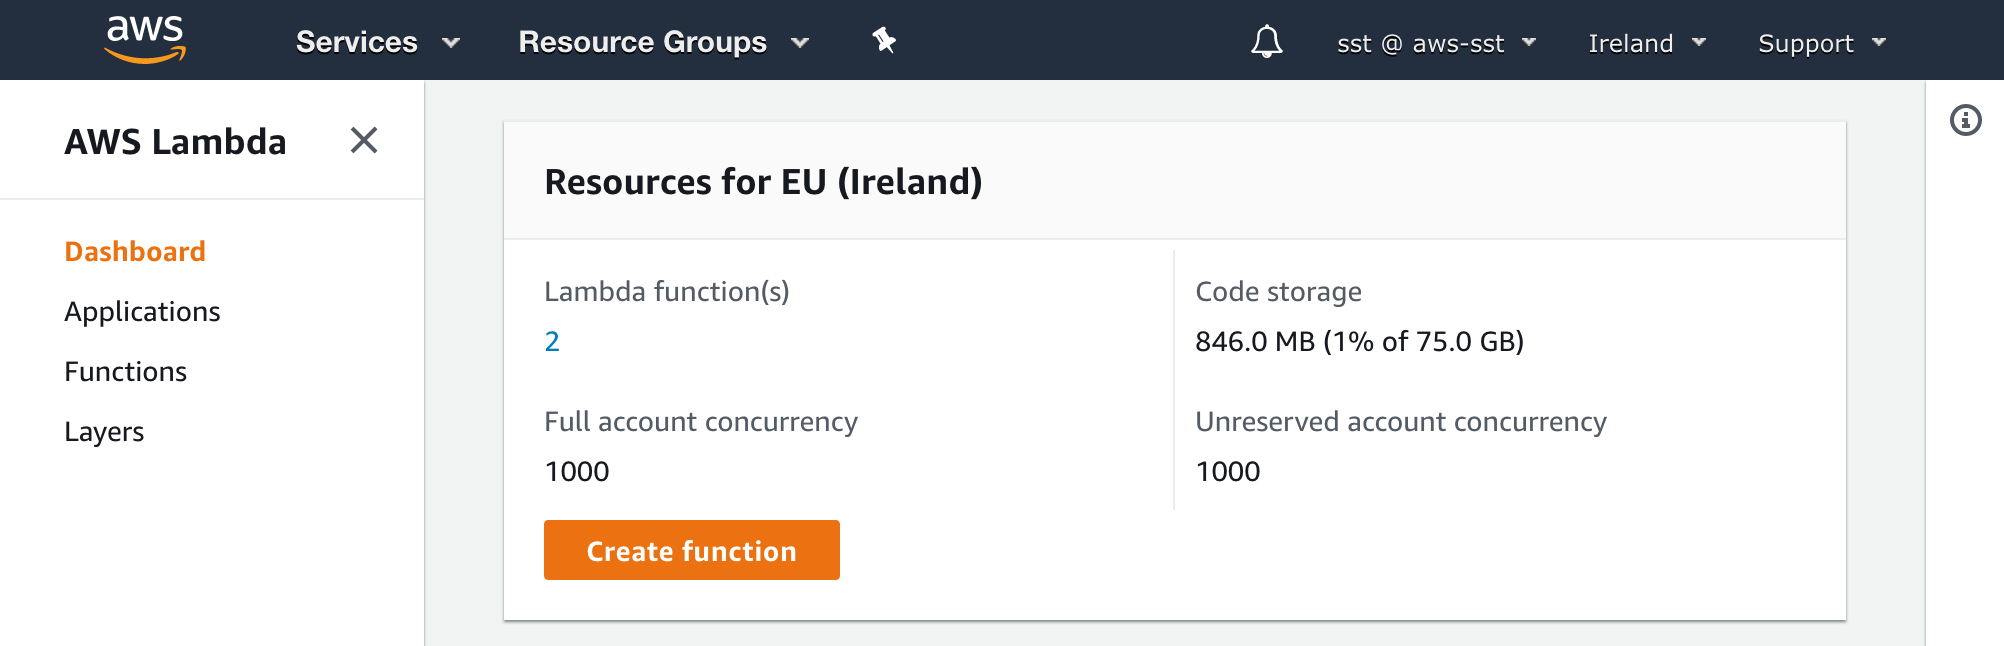 aws Services Resource Groups sst @ aws-sst Ireland Support
AWS Lambda
Dashboard
Applications
Functions
Layers
Resources for EU (Ireland)
Lambda function(s)
2
Code storage
846.0 MB (1% of 75.0 GB)
Full account concurrency
1000
Unreserved account concurrency
1000
Create function